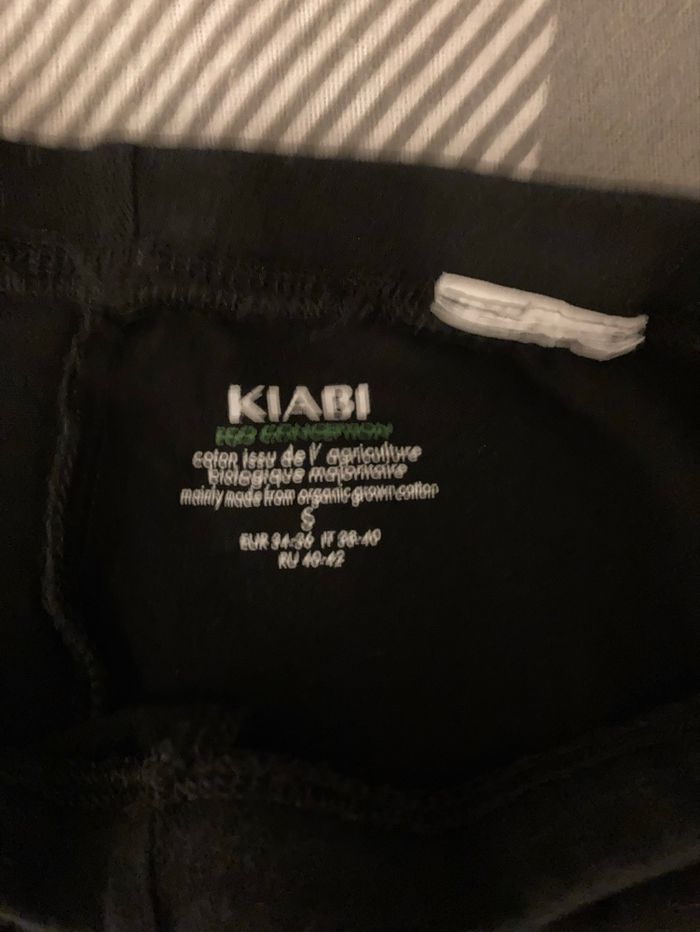 KIABI
ECO CONCEPTION
coton issu de l' agriculture
biologique majoritaire
mainly made from organic grown cotton
S
EUR 34-36 IT 38-40
RU 40-42